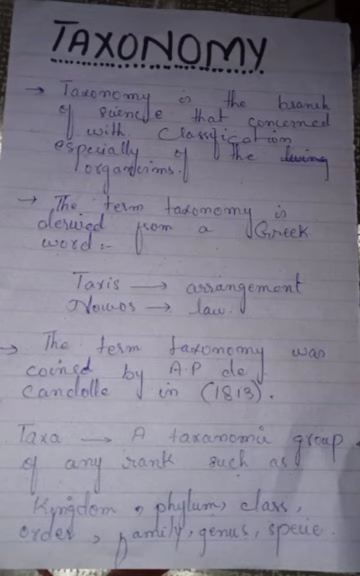 TAXONOMY
→ Taxonomy is the branch
of science that concerned
with classification
especially of the living
organisms.
→ The term taxonomy is
derived from a Greek
word:-
Taxis → arrangement
Nomos → law.
→ The term taxonomy was
coined by A.P de
Candolle in (1813).
Taxa → A taxanomic group
of any rank such as
Kingdom, phylum, class,
order, family, genus, specie.